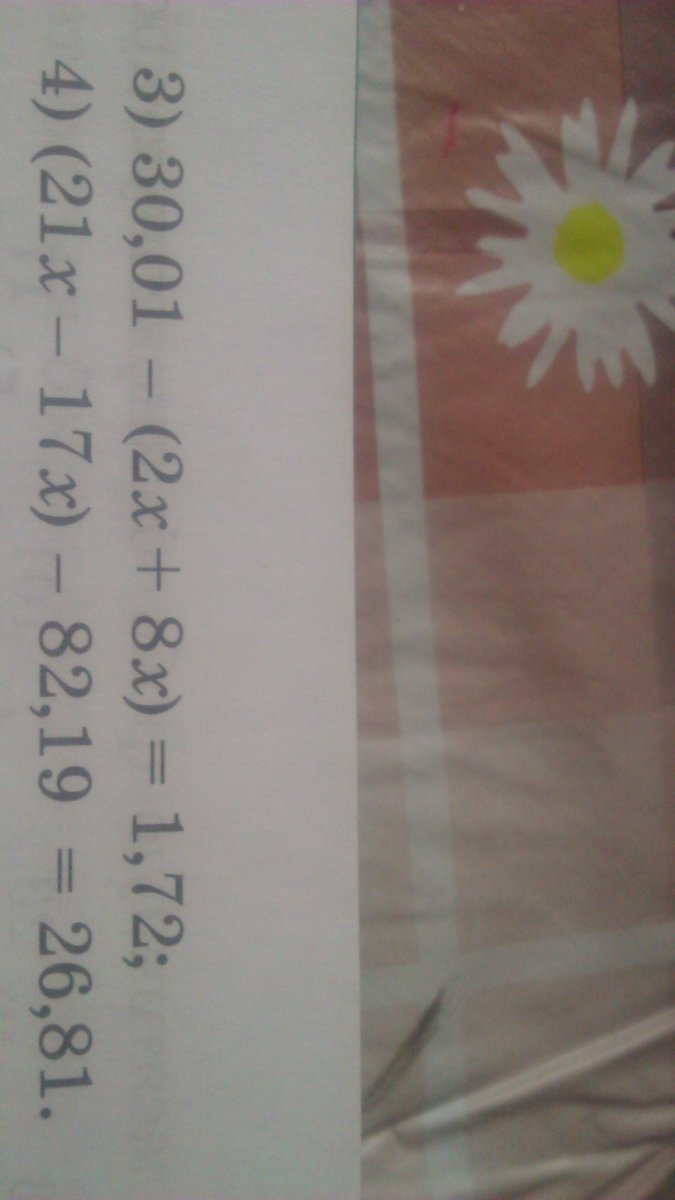 3) 30,01 – (2x + 8x) = 1,72;
4) (21x – 17x) – 82,19 = 26,81.